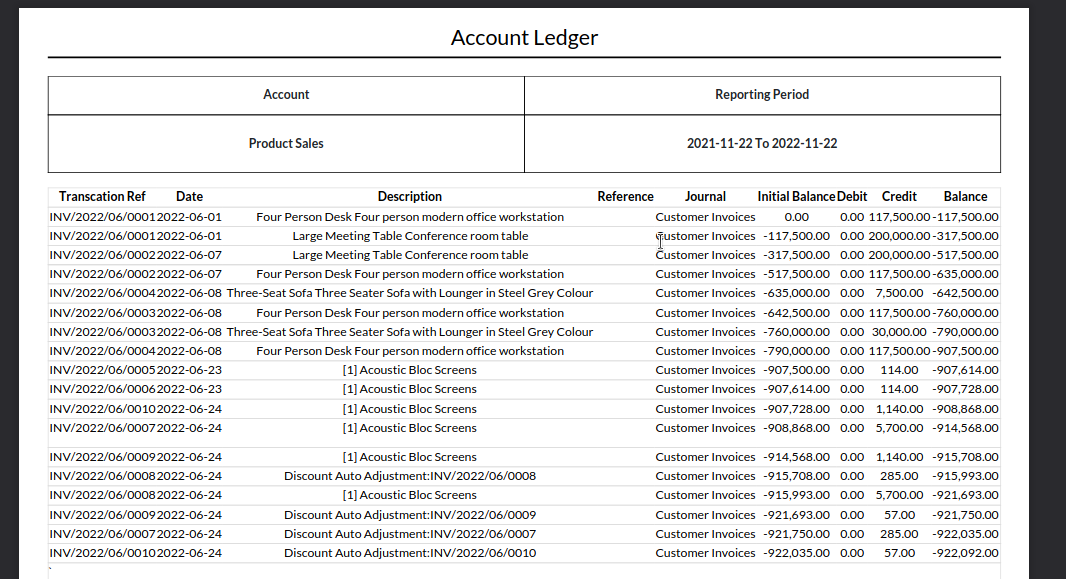 Account Ledger
Account Reporting Period
Product Sales 2021-11-22 To 2022-11-22
Transcation Ref Date Description Reference Journal Initial Balance Debit Credit Balance
INV/2022/06/0001 2022-06-01 Four Person Desk Four person modern office workstation Customer Invoices 0.00 0.00 117,500.00 -117,500.00
INV/2022/06/0001 2022-06-01 Large Meeting Table Conference room table Customer Invoices -117,500.00 0.00 200,000.00 -317,500.00
INV/2022/06/0002 2022-06-07 Large Meeting Table Conference room table Customer Invoices -317,500.00 0.00 200,000.00 -517,500.00
INV/2022/06/0002 2022-06-07 Four Person Desk Four person modern office workstation Customer Invoices -517,500.00 0.00 117,500.00 -635,000.00
INV/2022/06/0004 2022-06-08 Three-Seat Sofa Three Seater Sofa with Lounger in Steel Grey Colour Customer Invoices -635,000.00 0.00 7,500.00 -642,500.00
INV/2022/06/0003 2022-06-08 Four Person Desk Four person modern office workstation Customer Invoices -642,500.00 0.00 117,500.00 -760,000.00
INV/2022/06/0003 2022-06-08 Three-Seat Sofa Three Seater Sofa with Lounger in Steel Grey Colour Customer Invoices -760,000.00 0.00 30,000.00 -790,000.00
INV/2022/06/0004 2022-06-08 Four Person Desk Four person modern office workstation Customer Invoices -790,000.00 0.00 117,500.00 -907,500.00
INV/2022/06/0005 2022-06-23 [1] Acoustic Bloc Screens Customer Invoices -907,500.00 0.00 114.00 -907,614.00
INV/2022/06/0006 2022-06-23 [1] Acoustic Bloc Screens Customer Invoices -907,614.00 0.00 114.00 -907,728.00
INV/2022/06/0010 2022-06-24 [1] Acoustic Bloc Screens Customer Invoices -907,728.00 0.00 1,140.00 -908,868.00
INV/2022/06/0007 2022-06-24 [1] Acoustic Bloc Screens Customer Invoices -908,868.00 0.00 5,700.00 -914,568.00
INV/2022/06/0009 2022-06-24 [1] Acoustic Bloc Screens Customer Invoices -914,568.00 0.00 1,140.00 -915,708.00
INV/2022/06/0008 2022-06-24 Discount Auto Adjustment:INV/2022/06/0008 Customer Invoices -915,708.00 0.00 285.00 -915,993.00
INV/2022/06/0008 2022-06-24 [1] Acoustic Bloc Screens Customer Invoices -915,993.00 0.00 5,700.00 -921,693.00
INV/2022/06/0009 2022-06-24 Discount Auto Adjustment:INV/2022/06/0009 Customer Invoices -921,693.00 0.00 57.00 -921,750.00
INV/2022/06/0007 2022-06-24 Discount Auto Adjustment:INV/2022/06/0007 Customer Invoices -921,750.00 0.00 285.00 -922,035.00
INV/2022/06/0010 2022-06-24 Discount Auto Adjustment:INV/2022/06/0010 Customer Invoices -922,035.00 0.00 57.00 -922,092.00
`